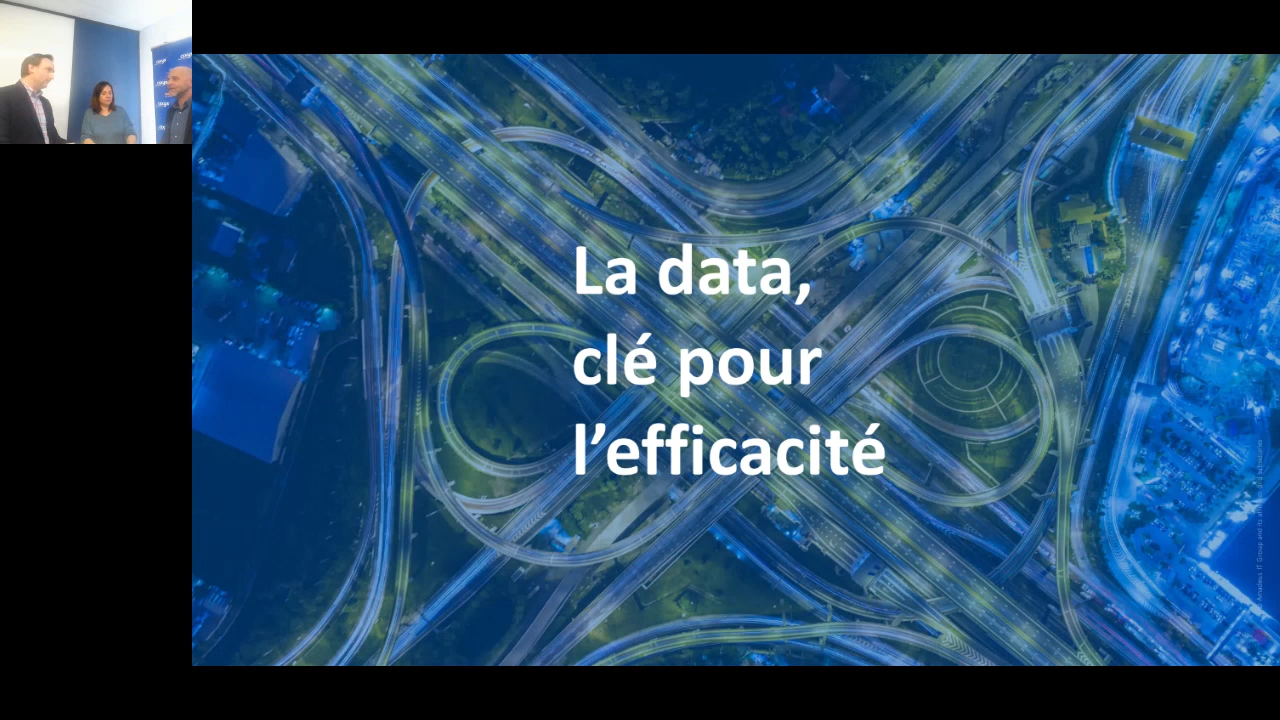 La data,
clé pour
l’efficacité